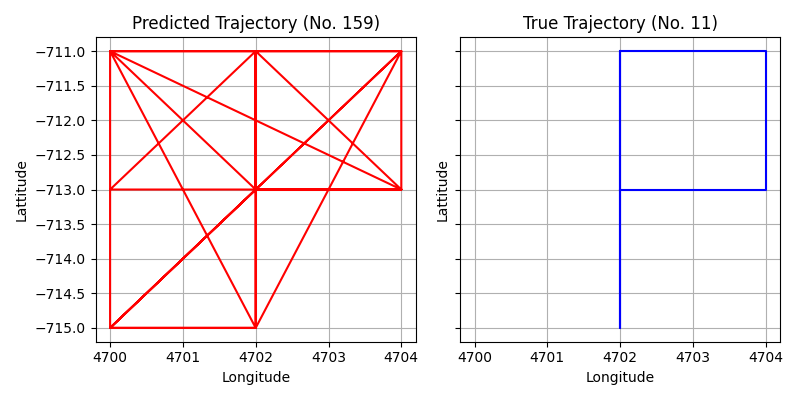 Predicted Trajectory (No. 159)
−711.0
−711.5
−712.0
−712.5
−713.0
−713.5
−714.0
−714.5
−715.0
Lattitude
4700 4701 4702 4703 4704
Longitude
True Trajectory (No. 11)
Lattitude
4700 4701 4702 4703 4704
Longitude